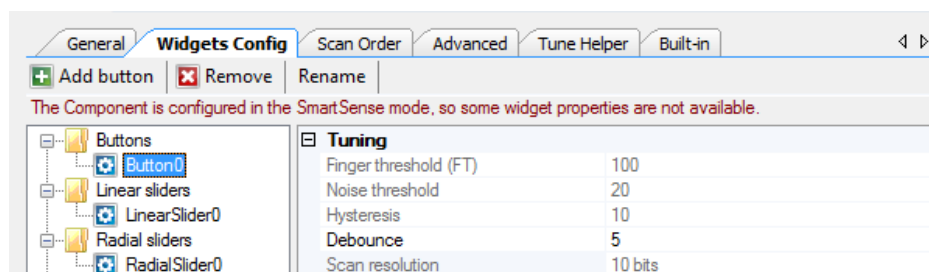 General Widgets Config Scan Order Advanced Tune Helper Built-in
Add button Remove Rename
The Component is configured in the SmartSense mode, so some widget properties are not available.
Buttons
Button0
Linear sliders
LinearSlider0
Radial sliders
RadialSlider0
Tuning
Finger threshold (FT) 100
Noise threshold 20
Hysteresis 10
Debounce 5
Scan resolution 10 bits